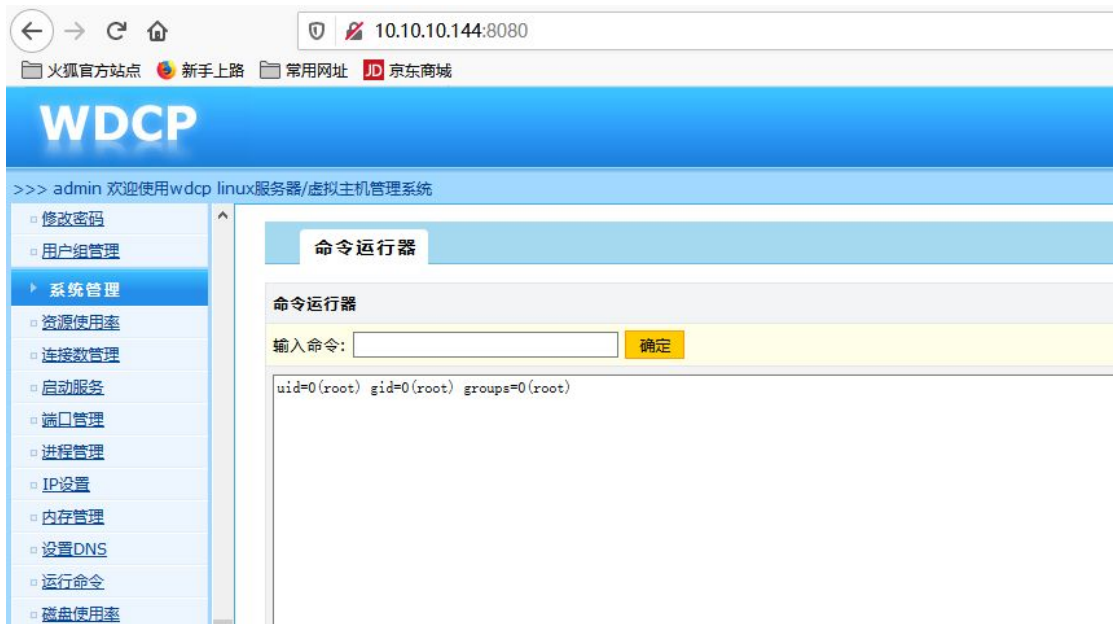 10.10.10.144:8080
火狐官方站点 新手上路 常用网址 JD 京东商城
WDCP
>>> admin 欢迎使用wdcp linux服务器/虚拟主机管理系统
修改密码
用户组管理
系统管理
资源使用率
连接数管理
启动服务
端口管理
进程管理
IP设置
内存管理
设置DNS
运行命令
磁盘使用率
命令运行器
命令运行器
输入命令: 确定
uid=0(root) gid=0(root) groups=0(root)